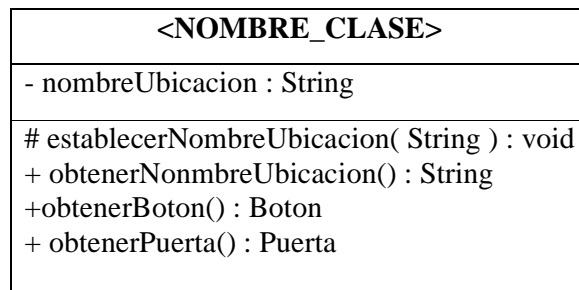 <NOMBRE_CLASE>
- nombreUbicacion : String
# establecerNombreUbicacion( String ) : void
+ obtenerNonmbreUbicacion() : String
+obtenerBoton() : Boton
+ obtenerPuerta() : Puerta